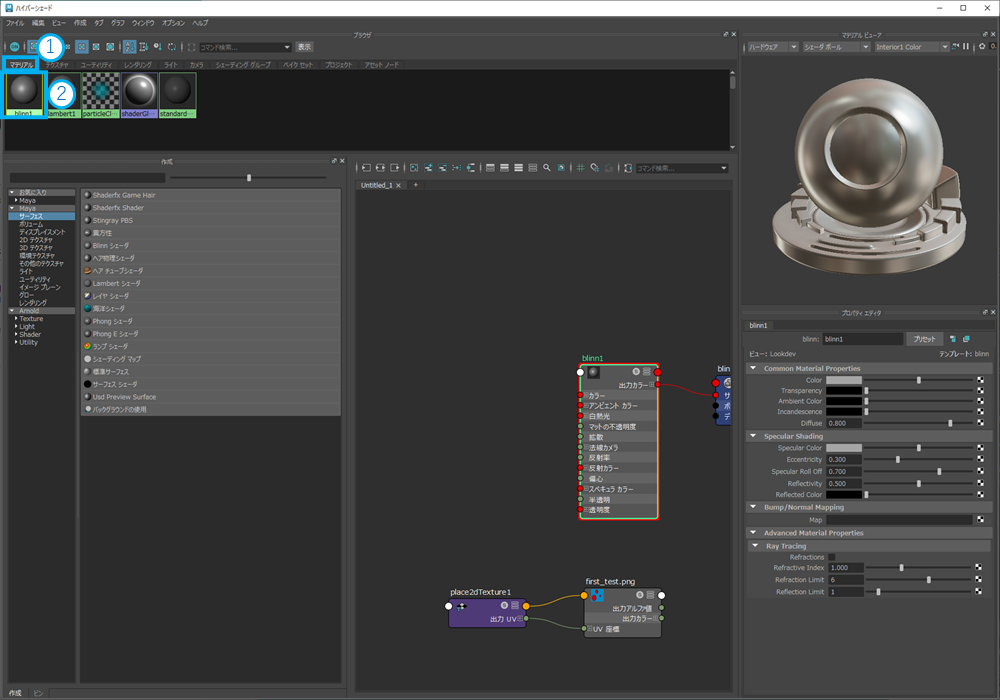 ハイパーシェード
ファイル 編集 ビュー 作成 タブ グラフ ウィンドウ オプション ヘルプ
ブラウザ
コマンド検索... 表示
1
マテリアル テクスチャ ユーティリティ レンダリング ライト カメラ シェーディング グループ ベイク セット プロジェクト アセット ノード
2
blinn1 lambert1 particleCl... shaderGl... standard...
作成
お気に入り
Maya
Maya
サーフェス
ボリューム
ディスプレイスメント
2D テクスチャ
3D テクスチャ
環境テクスチャ
その他のテクスチャ
ライト
ユーティリティ
イメージ プレーン
グロー
レンダリング
Arnold
Texture
Light
Shader
Utility
Shaderfx Game Hair
Shaderfx Shader
Stingray PBS
異方性
Blinn シェーダ
ヘア物理シェーダ
ヘア チューブシェーダ
Lambert シェーダ
レイヤ シェーダ
海洋シェーダ
Phong シェーダ
Phong E シェーダ
ランプ シェーダ
シェーディング マップ
標準サーフェス
サーフェス シェーダ
Usd Preview Surface
バックグラウンドの使用
作成
コマンド検索...
Untitled_1 × +
blinn1
出力カラー
カラー
アンビエント カラー
白熱光
マットの不透明度
拡散
法線カメラ
反射率
反射カラー
偏心
スペキュラ カラー
半透明
透明度
blin
サ
ボ
デ
place2dTexture1
出力 UV
first_test.png
出力アルファ値
出力カラー
UV 座標
マテリアル ビューア
ハードウェア シェーダ ボール Interior1 Color 0.
プロパティ エディタ
blinn1
blinn: blinn1 プリセット
ビュー: Lookdev テンプレート: blinn
Common Material Properties
Color
Transparency
Ambient Color
Incandescence
Diffuse 0.800
Specular Shading
Specular Color
Eccentricity 0.300
Specular Roll Off 0.700
Reflectivity 0.500
Reflected Color
Bump/Normal Mapping
Map
Advanced Material Properties
Ray Tracing
Refractions
Refractive Index 1.000
Refraction Limit 6
Reflection Limit 1